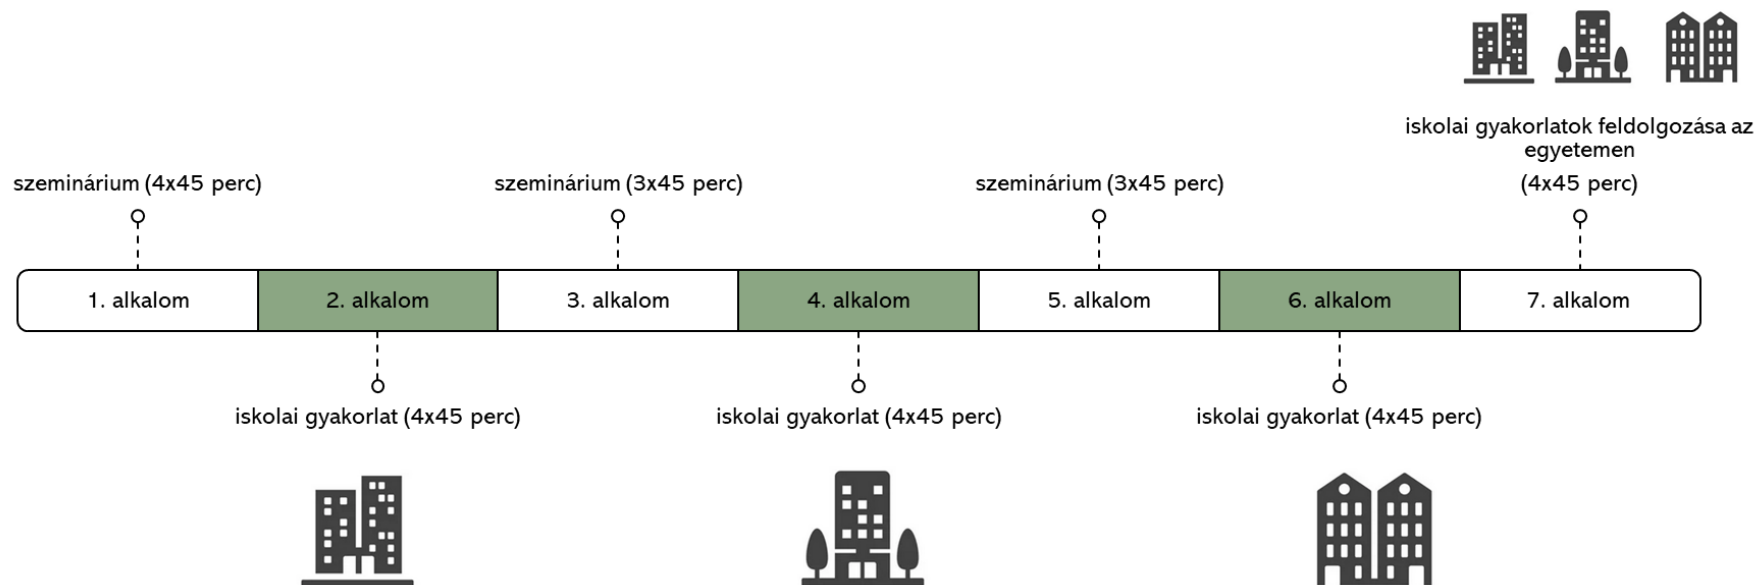 iskolai gyakorlatok feldolgozása az
egyetemen
(4x45 perc)
szeminárium (4x45 perc)
szeminárium (3x45 perc)
szeminárium (3x45 perc)
1. alkalom
2. alkalom
3. alkalom
4. alkalom
5. alkalom
6. alkalom
7. alkalom
iskolai gyakorlat (4x45 perc)
iskolai gyakorlat (4x45 perc)
iskolai gyakorlat (4x45 perc)